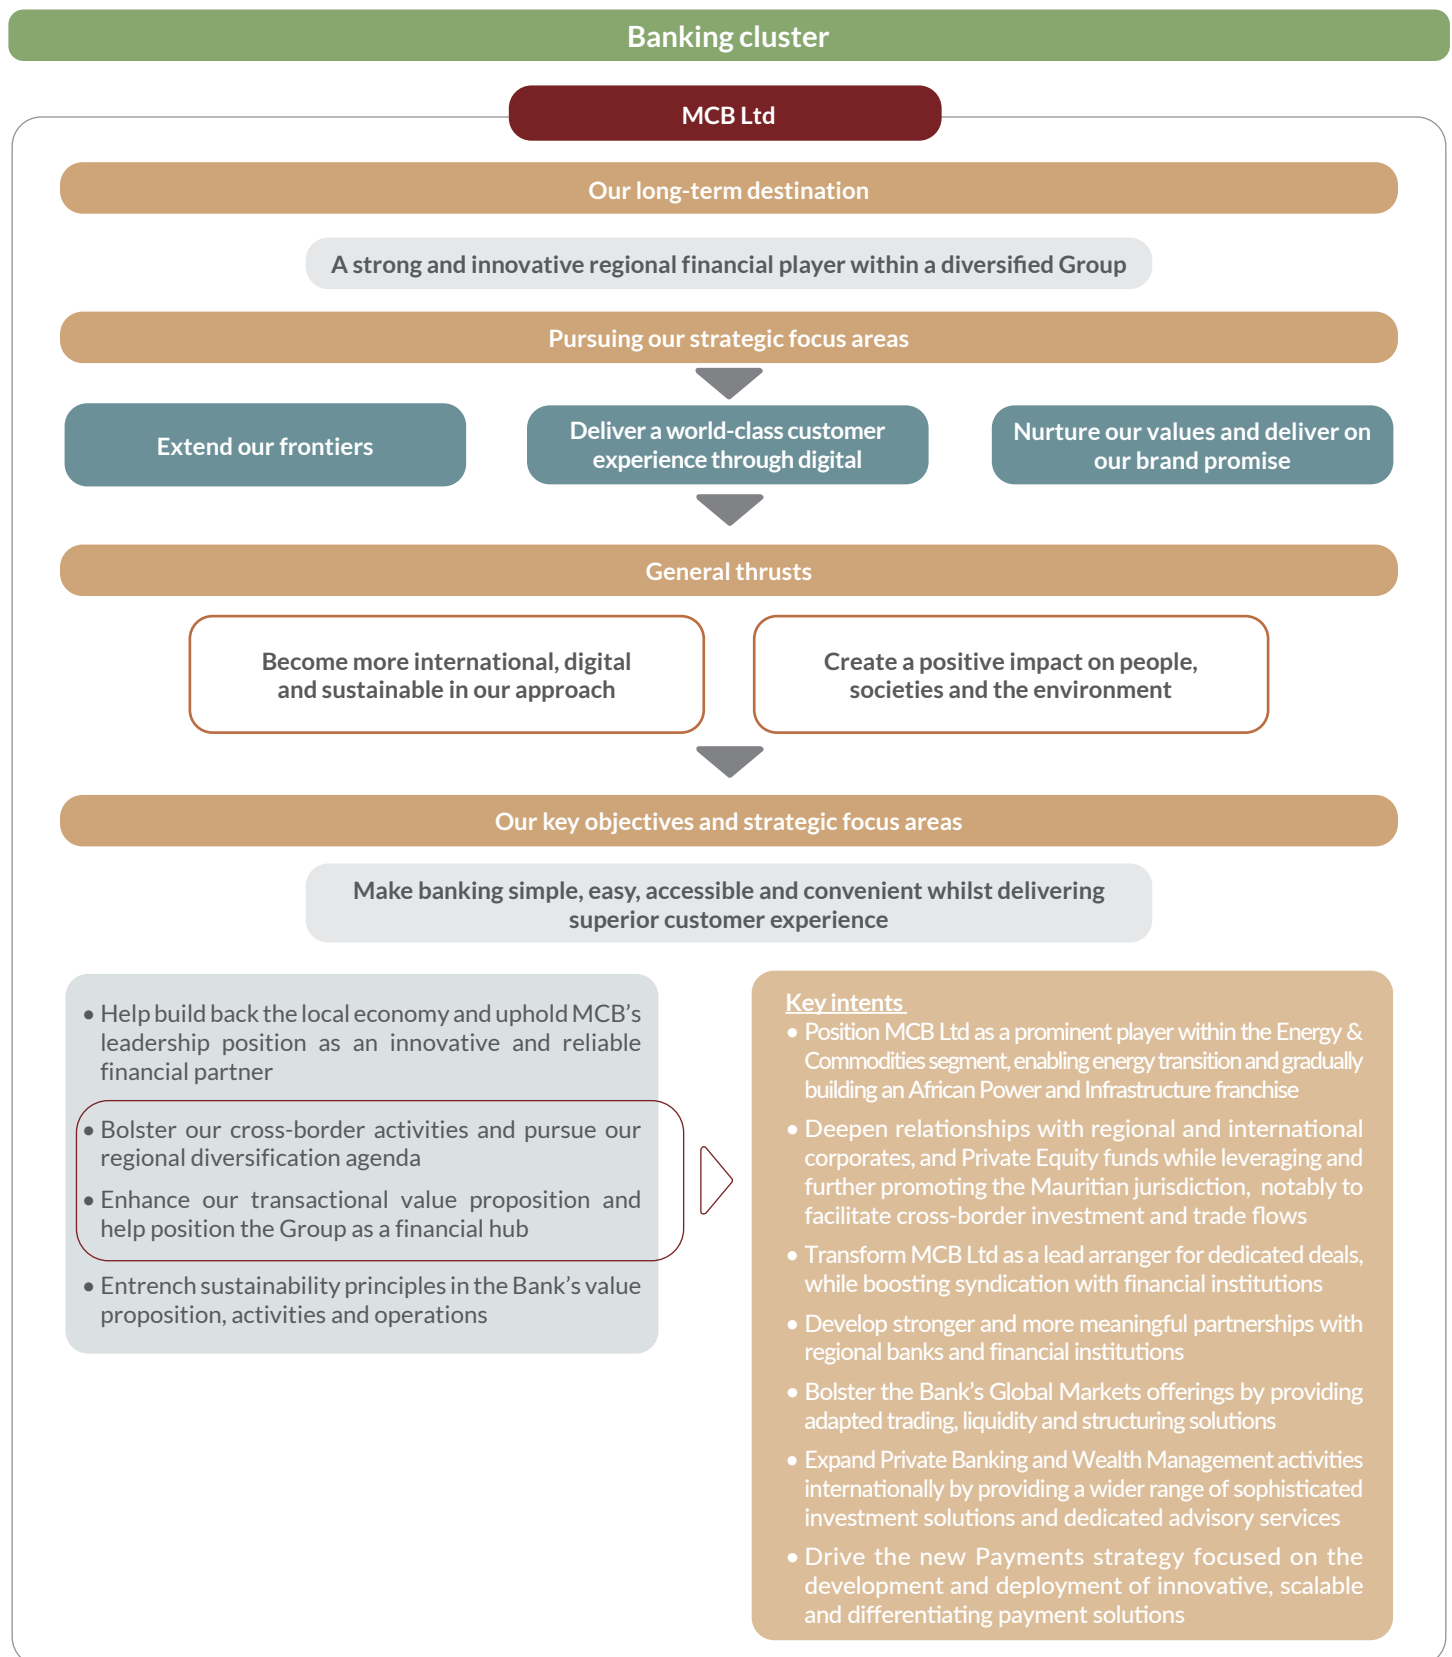 Banking cluster
MCB Ltd
Our long-term destination
A strong and innovative regional financial player within a diversified Group
Pursuing our strategic focus areas
Extend our frontiers
Deliver a world-class customer
experience through digital
Nurture our values and deliver on
our brand promise
General thrusts
Become more international, digital
and sustainable in our approach
Create a positive impact on people,
societies and the environment
Our key objectives and strategic focus areas
Make banking simple, easy, accessible and convenient whilst delivering
superior customer experience
• Help build back the local economy and uphold MCB's
leadership position as an innovative and reliable
financial partner
• Bolster our cross-border activities and pursue our
regional diversification agenda
• Enhance our transactional value proposition and
help position the Group as a financial hub
• Entrench sustainability principles in the Bank's value
proposition, activities and operations
Key intents
• Position MCB Ltd as a prominent player within the Energy &
Commodities segment, enabling energy transition and gradually
building an African Power and Infrastructure franchise
• Deepen relationships with regional and international
corporates, and Private Equity funds while leveraging and
further promoting the Mauritian jurisdiction, notably to
facilitate cross-border investment and trade flows
• Transform MCB Ltd as a lead arranger for dedicated deals,
while boosting syndication with financial institutions
• Develop stronger and more meaningful partnerships with
regional banks and financial institutions
• Bolster the Bank's Global Markets offerings by providing
adapted trading, liquidity and structuring solutions
• Expand Private Banking and Wealth Management activities
internationally by providing a wider range of sophisticated
investment solutions and dedicated advisory services
• Drive the new Payments strategy focused on the
development and deployment of innovative, scalable
and differentiating payment solutions